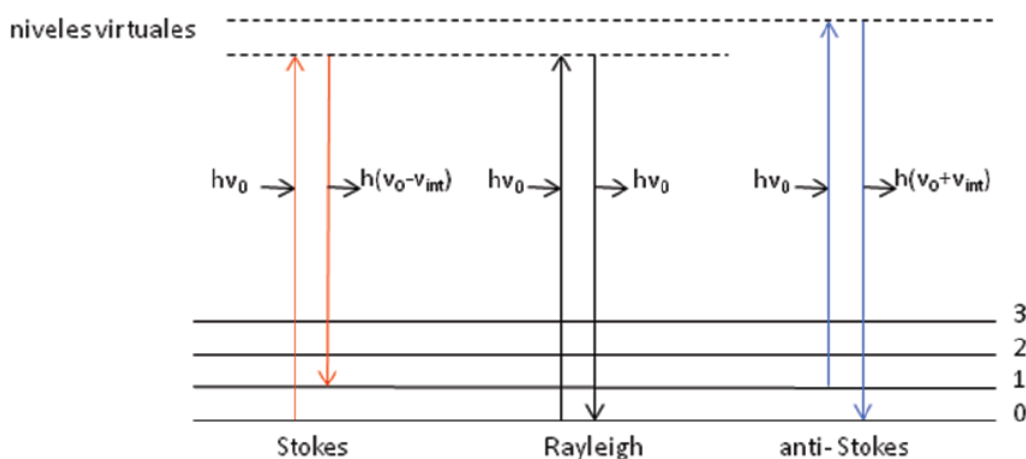 niveles virtuales
hν₀ h(ν₀-νᵢₙₜ) hν₀ hν₀ hν₀ h(ν₀+νᵢₙₜ)
3
2
1
0
Stokes Rayleigh anti- Stokes